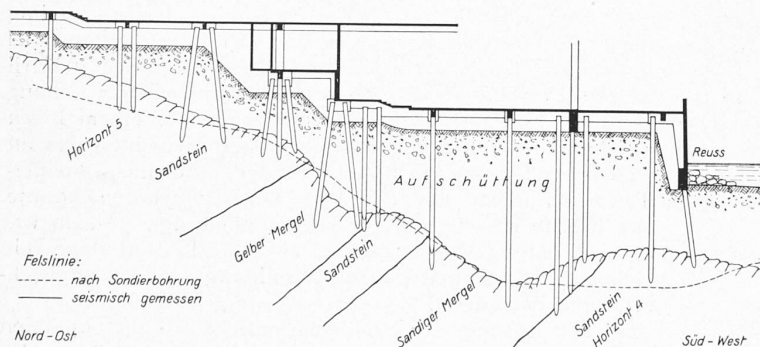 Horizont 5
Sandstein
Gelber Mergel
Sandstein
Aufschüttung
Sandiger Mergel
Sandstein
Horizont 4
Reuss
Felslinie:
nach Sondierbohrung
seismisch gemessen
Nord-Ost
Süd-West